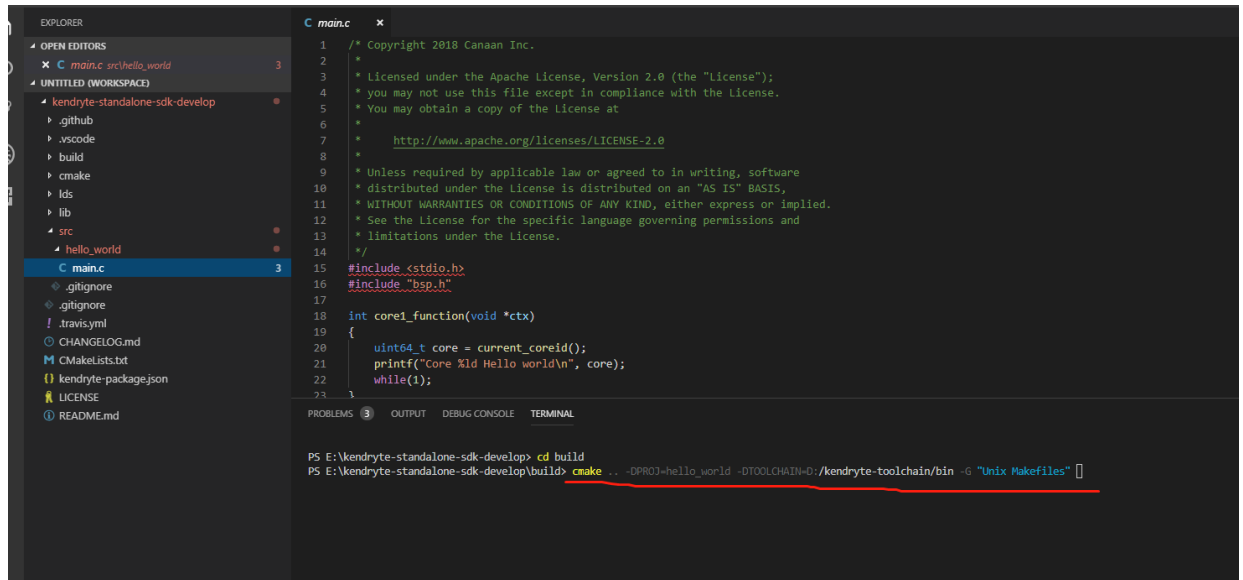 EXPLORER
OPEN EDITORS
C main.c src\hello_world 3
UNTITLED (WORKSPACE)
kendryte-standalone-sdk-develop
.github
.vscode
build
cmake
lds
lib
src
hello_world
C main.c 3
.gitignore
.gitignore
! .travis.yml
CHANGELOG.md
M CMakeLists.txt
{} kendryte-package.json
LICENSE
README.md
C main.c ×
1 /* Copyright 2018 Canaan Inc.
2 *
3 * Licensed under the Apache License, Version 2.0 (the "License");
4 * you may not use this file except in compliance with the License.
5 * You may obtain a copy of the License at
6 *
7 * http://www.apache.org/licenses/LICENSE-2.0
8 *
9 * Unless required by applicable law or agreed to in writing, software
10 * distributed under the License is distributed on an "AS IS" BASIS,
11 * WITHOUT WARRANTIES OR CONDITIONS OF ANY KIND, either express or implied.
12 * See the License for the specific language governing permissions and
13 * limitations under the License.
14 */
15 #include <stdio.h>
16 #include "bsp.h"
17
18 int core1_function(void *ctx)
19 {
20 uint64_t core = current_coreid();
21 printf("Core %ld Hello world\n", core);
22 while(1);
23 }
PROBLEMS 3 OUTPUT DEBUG CONSOLE TERMINAL
PS E:\kendryte-standalone-sdk-develop> cd build
PS E:\kendryte-standalone-sdk-develop\build> cmake .. -DPROJ=hello_world -DTOOLCHAIN=D:/kendryte-toolchain/bin -G "Unix Makefiles"